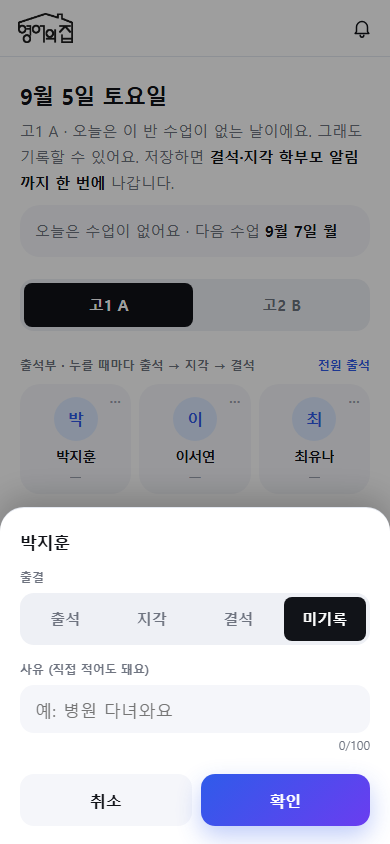 영어의집
9월 5일 토요일
고1 A · 오늘은 이 반 수업이 없는 날이에요. 그래도
기록할 수 있어요. 저장하면 결석·지각 학부모 알림
까지 한 번에 나갑니다.
오늘은 수업이 없어요 · 다음 수업 9월 7일 월
고1 A 고2 B
출석부 · 누를 때마다 출석 → 지각 → 결석 전원 출석
··· ··· ···
박 이 최
박지훈 이서연 최유나
— — —
박지훈
출결
출석 지각 결석 미기록
사유 (직접 적어도 돼요)
예: 병원 다녀와요
0/100
취소 확인